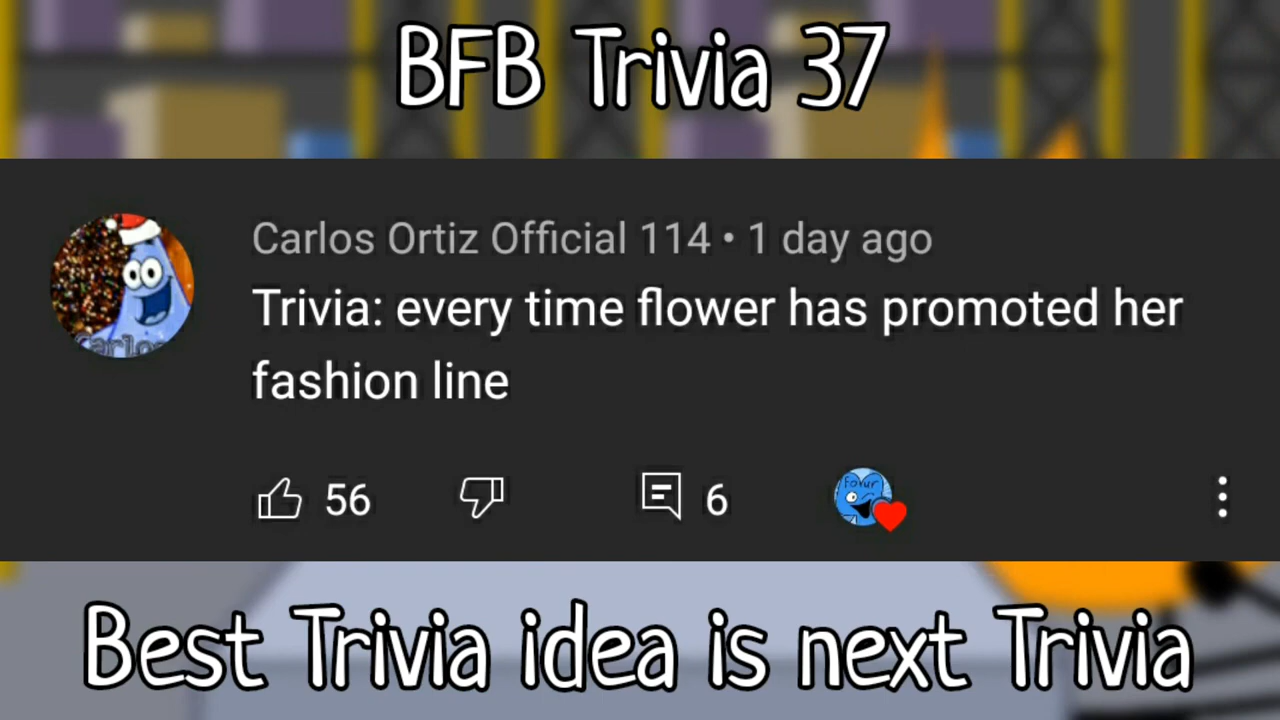 BFB Trivia 37
Carlos Ortiz Official 114 • 1 day ago
Trivia: every time flower has promoted her
fashion line
56
6
Best Trivia idea is next Trivia